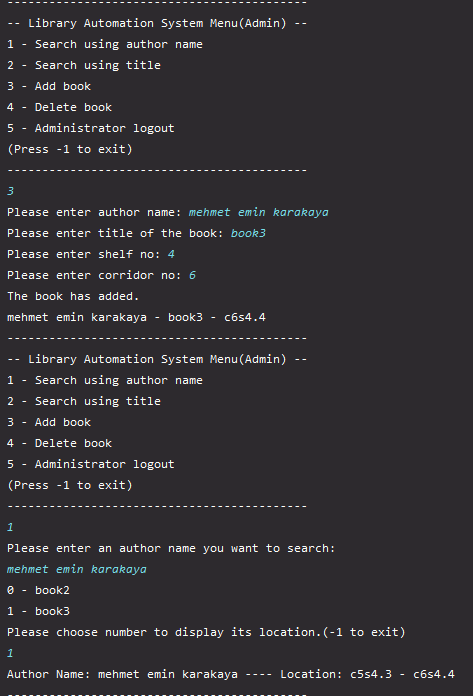 -------------------------------------------
-- Library Automation System Menu(Admin) --
1 - Search using author name
2 - Search using title
3 - Add book
4 - Delete book
5 - Administrator logout
(Press -1 to exit)
-------------------------------------------
3
Please enter author name: mehmet emin karakaya
Please enter title of the book: book3
Please enter shelf no: 4
Please enter corridor no: 6
The book has added.
mehmet emin karakaya - book3 - c6s4.4
-------------------------------------------
-- Library Automation System Menu(Admin) --
1 - Search using author name
2 - Search using title
3 - Add book
4 - Delete book
5 - Administrator logout
(Press -1 to exit)
-------------------------------------------
1
Please enter an author name you want to search:
mehmet emin karakaya
0 - book2
1 - book3
Please choose number to display its location.(-1 to exit)
1
Author Name: mehmet emin karakaya ---- Location: c5s4.3 - c6s4.4
-------------------------------------------